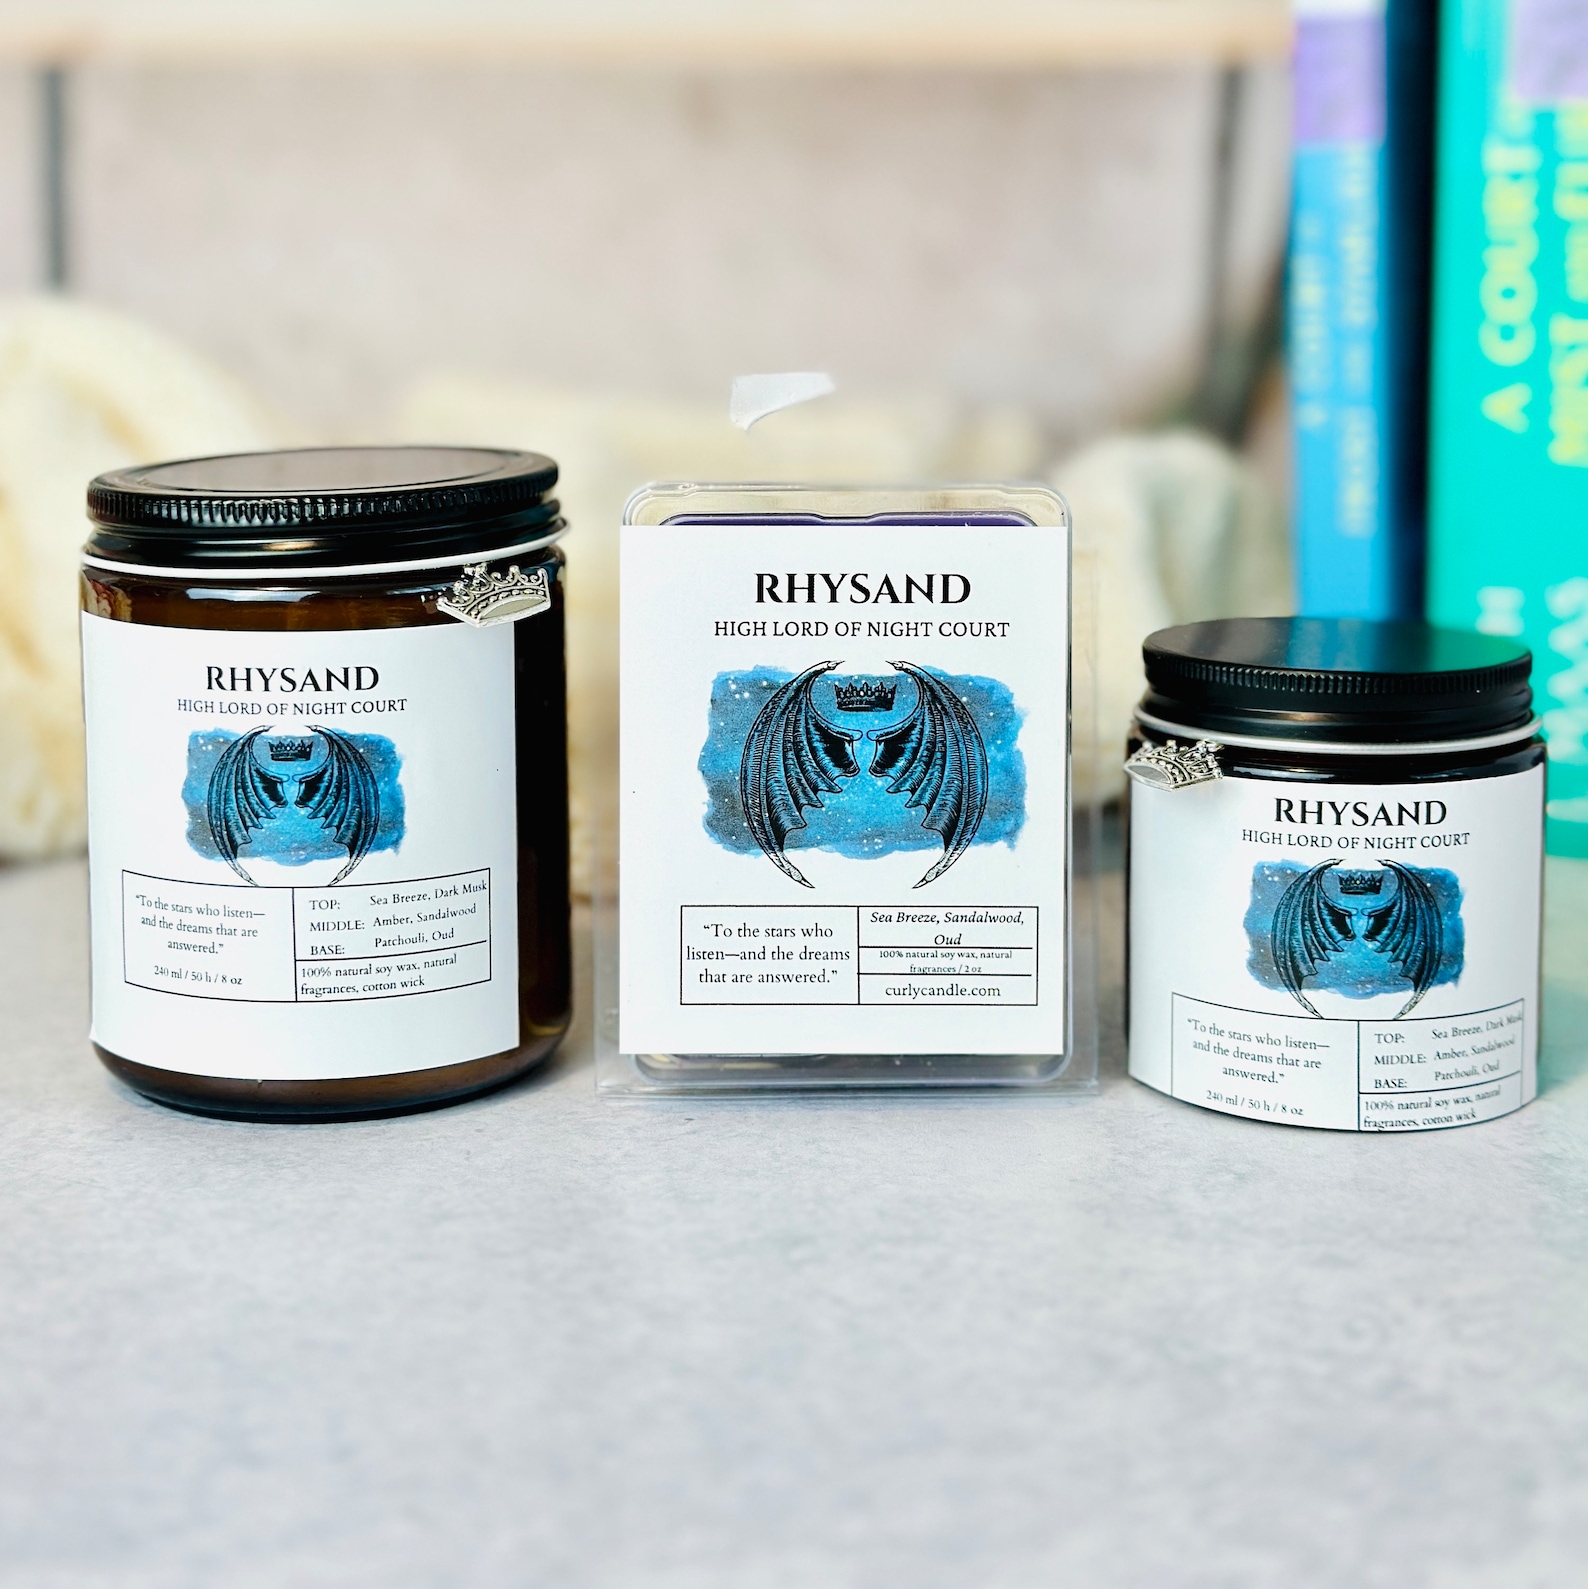 RHYSAND
HIGH LORD OF NIGHT COURT
“To the stars who listen—
and the dreams that are
answered.”
240 ml / 50 h / 8 oz
TOP: Sea Breeze, Dark Musk
MIDDLE: Amber, Sandalwood
BASE: Patchouli, Oud
100% natural soy wax, natural
fragrances, cotton wick
RHYSAND
HIGH LORD OF NIGHT COURT
“To the stars who
listen—and the dreams
that are answered.”
Sea Breeze, Sandalwood,
Oud
100% natural soy wax, natural
fragrances / 2 oz
curlycandle.com
RHYSAND
HIGH LORD OF NIGHT COURT
“To the stars who listen—
and the dreams that are
answered.”
240 ml / 50 h / 8 oz
TOP: Sea Breeze, Dark Musk
MIDDLE: Amber, Sandalwood
BASE: Patchouli, Oud
100% natural soy wax, natural
fragrances, cotton wick
A COURT